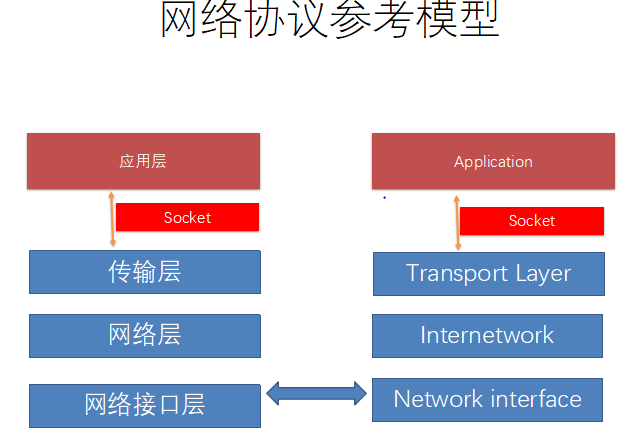 网络协议参考模型
应用层
Application
Socket
Socket
传输层
Transport Layer
网络层
Internetwork
网络接口层
Network interface